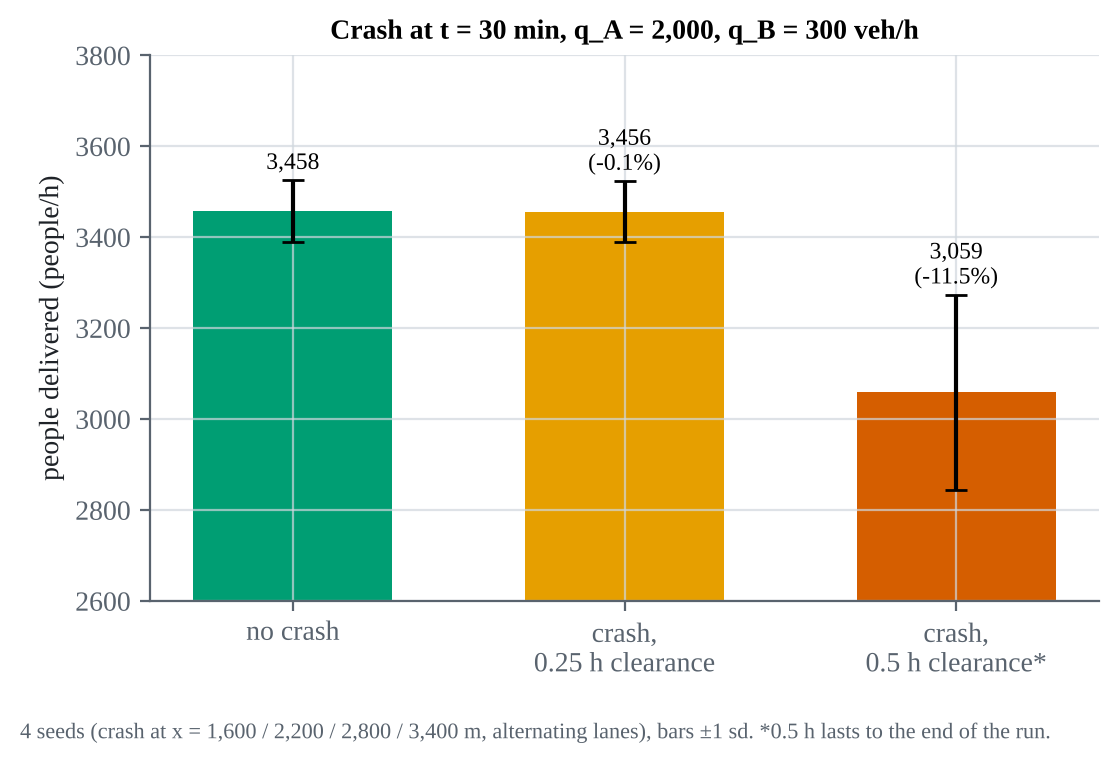 Crash at t = 30 min, q_A = 2,000, q_B = 300 veh/h
people delivered (people/h)
3800
3600
3400
3200
3000
2800
2600
3,458
3,456
(-0.1%)
3,059
(-11.5%)
no crash
crash,
0.25 h clearance
crash,
0.5 h clearance*
4 seeds (crash at x = 1,600 / 2,200 / 2,800 / 3,400 m, alternating lanes), bars ±1 sd. *0.5 h lasts to the end of the run.